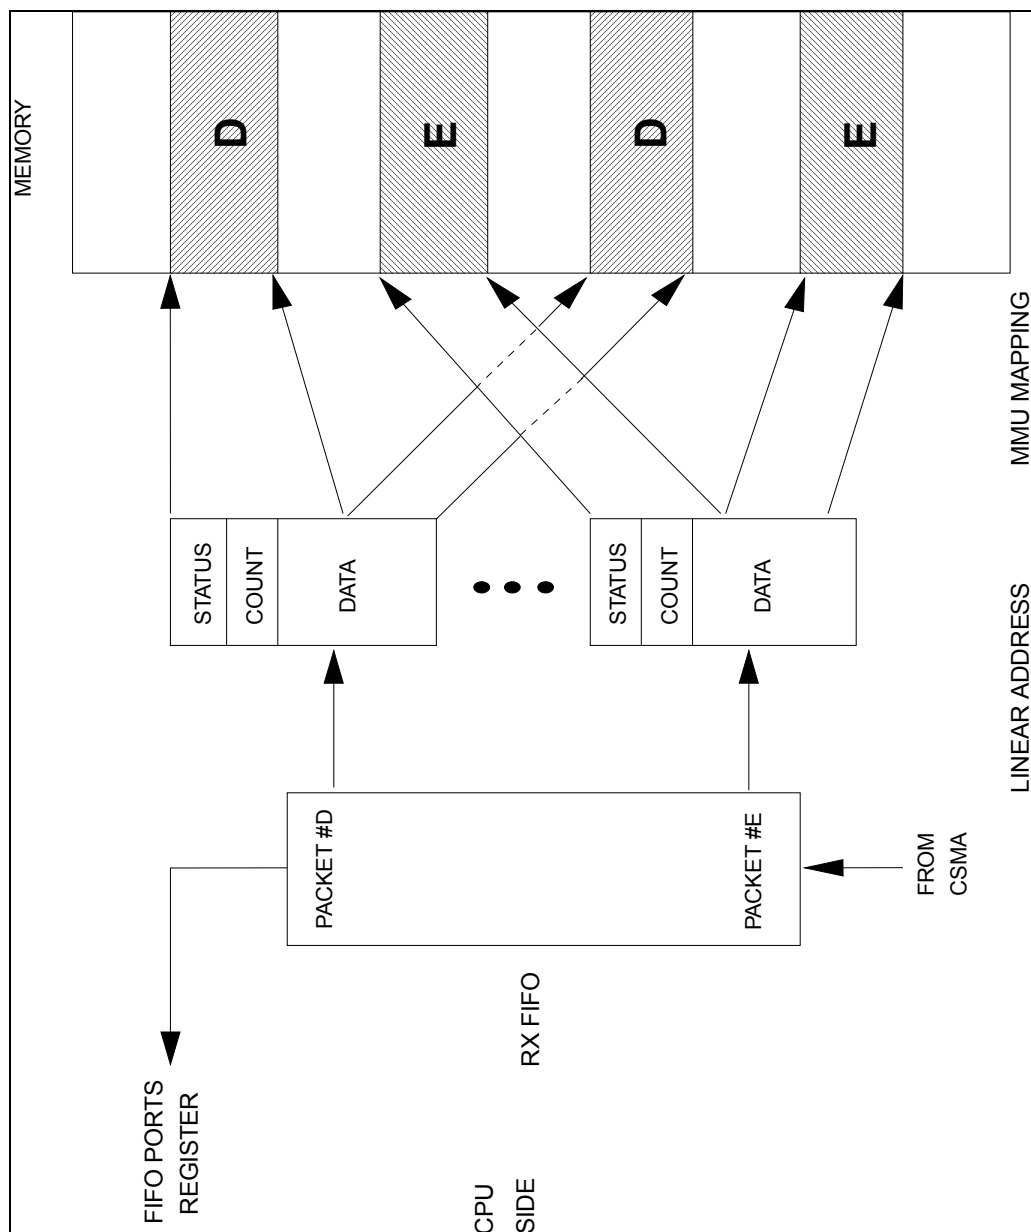 FIFO PORTS
REGISTER
CPU
SIDE
RX FIFO
PACKET #D
PACKET #E
FROM
CSMA
STATUS
COUNT
DATA
STATUS
COUNT
DATA
LINEAR ADDRESS
MMU MAPPING
MEMORY
D
E
D
E